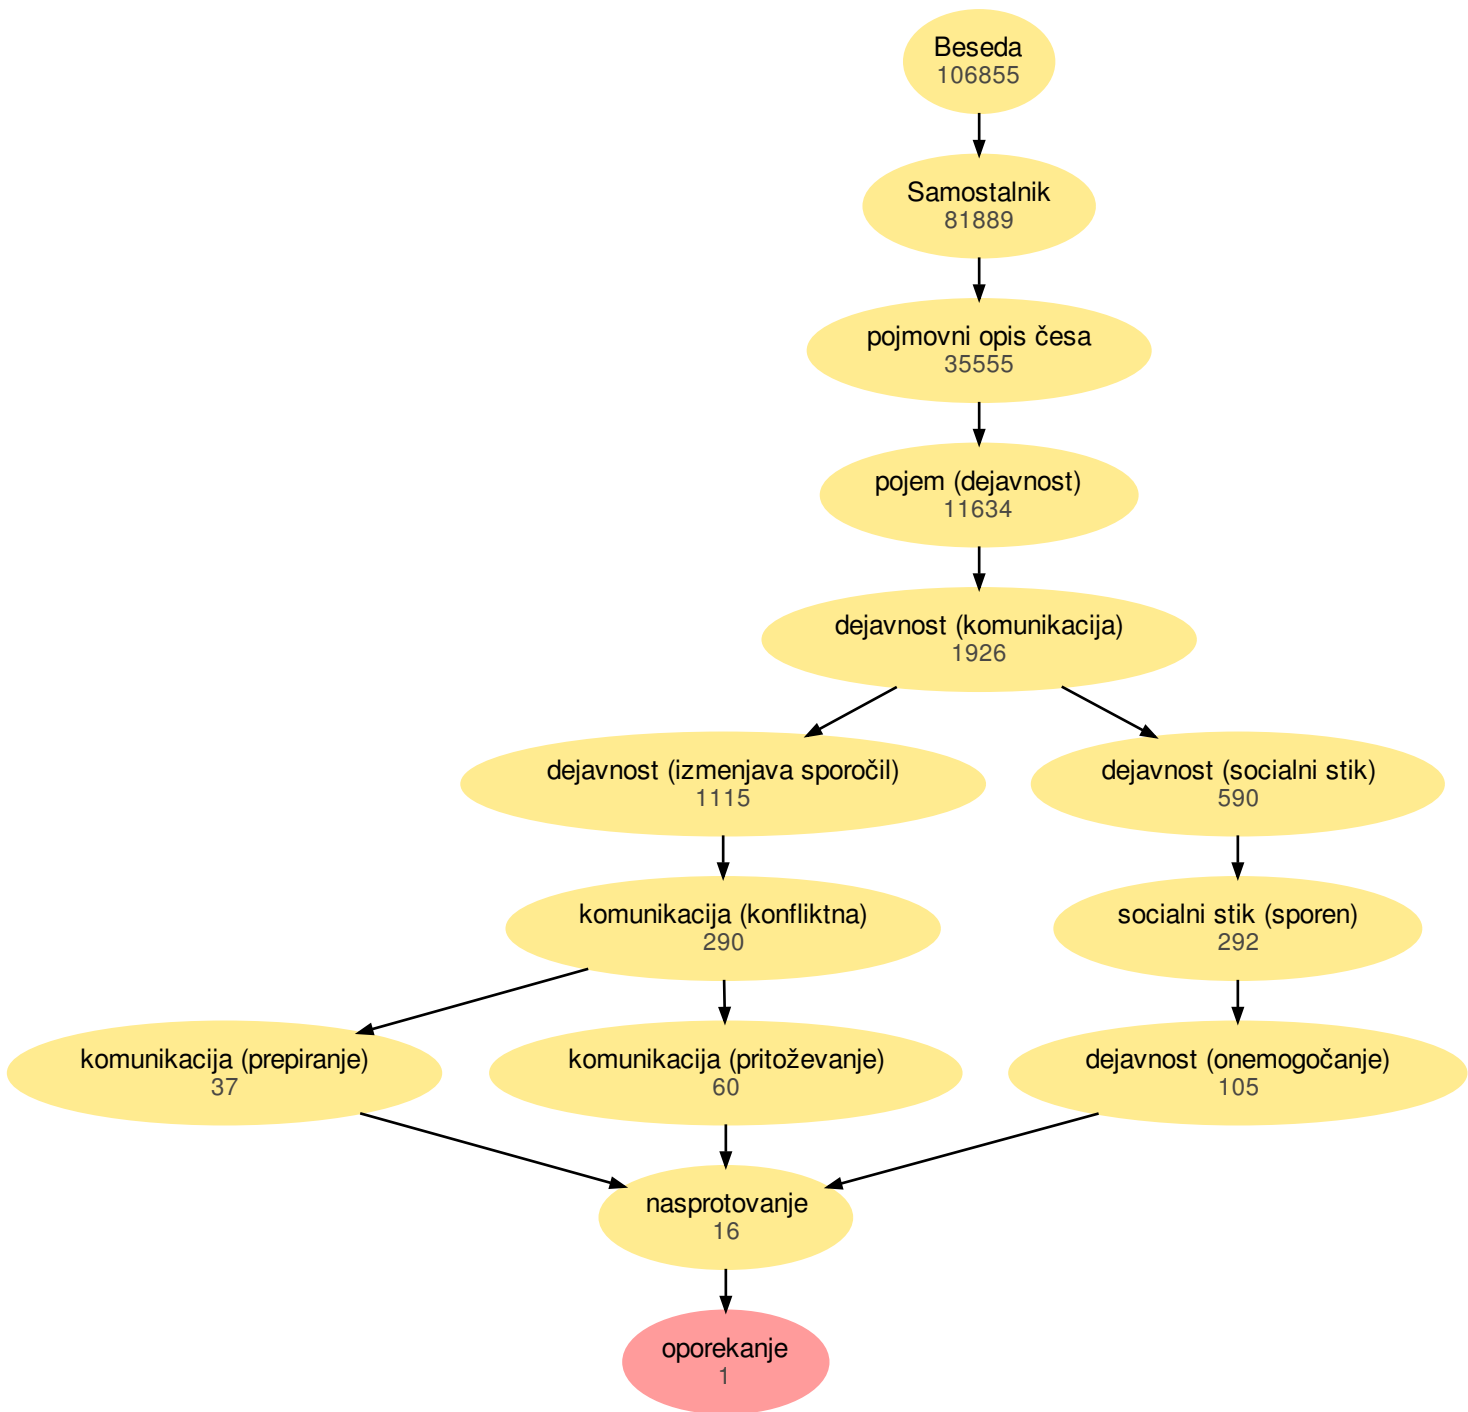 Beseda
106855
Samostalnik
81889
pojmovni opis česa
35555
pojem (dejavnost)
11634
dejavnost (komunikacija)
1926
dejavnost (izmenjava sporočil)
1115
dejavnost (socialni stik)
590
komunikacija (konfliktna)
290
socialni stik (sporen)
292
komunikacija (prepiranje)
37
komunikacija (pritoževanje)
60
dejavnost (onemogočanje)
105
nasprotovanje
16
oporekanje
1